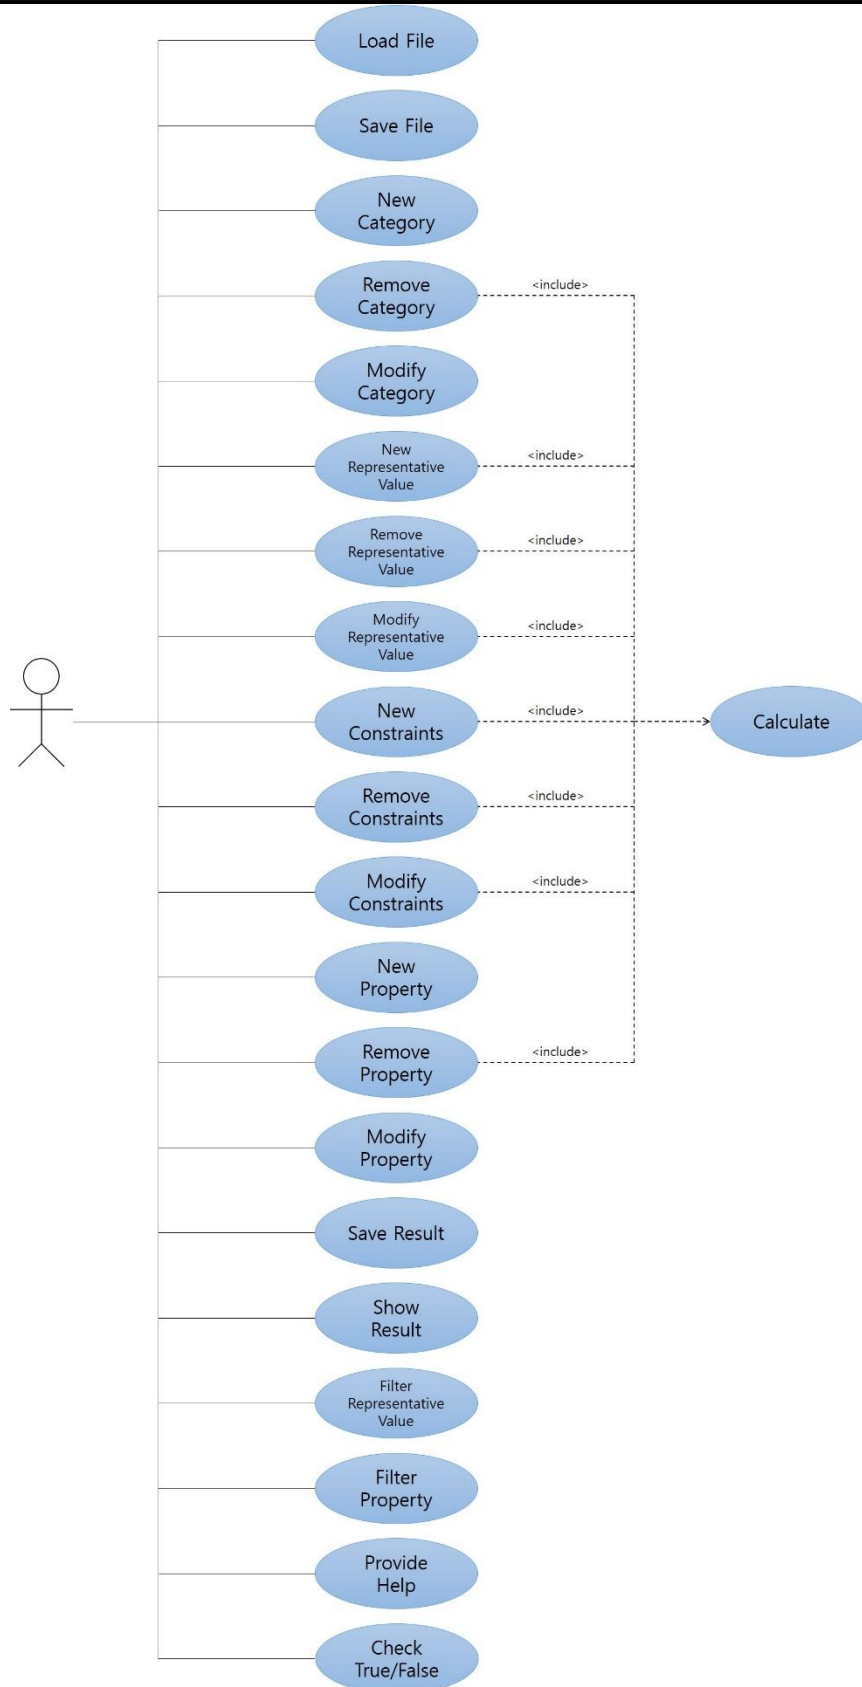 Load File
Save File
New
Category
Remove
Category
<include>
Modify
Category
New
Representative
Value
<include>
Remove
Representative
Value
<include>
Modify
Representative
Value
<include>
New
Constraints
<include>
Calculate
Remove
Constraints
<include>
Modify
Constraints
<include>
New
Property
Remove
Property
<include>
Modify
Property
Save Result
Show
Result
Filter
Representative
Value
Filter
Property
Provide
Help
Check
True/False